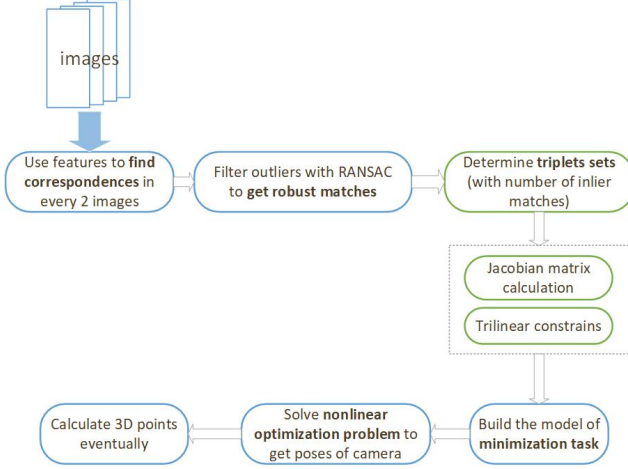 images
Use features to find
correspondences in
every 2 images
Filter outliers with RANSAC
to get robust matches
Determine triplets sets
(with number of inlier
matches)
Jacobian matrix
calculation
Trilinear constrains
Build the model of
minimization task
Solve nonlinear
optimization problem to
get poses of camera
Calculate 3D points
eventually